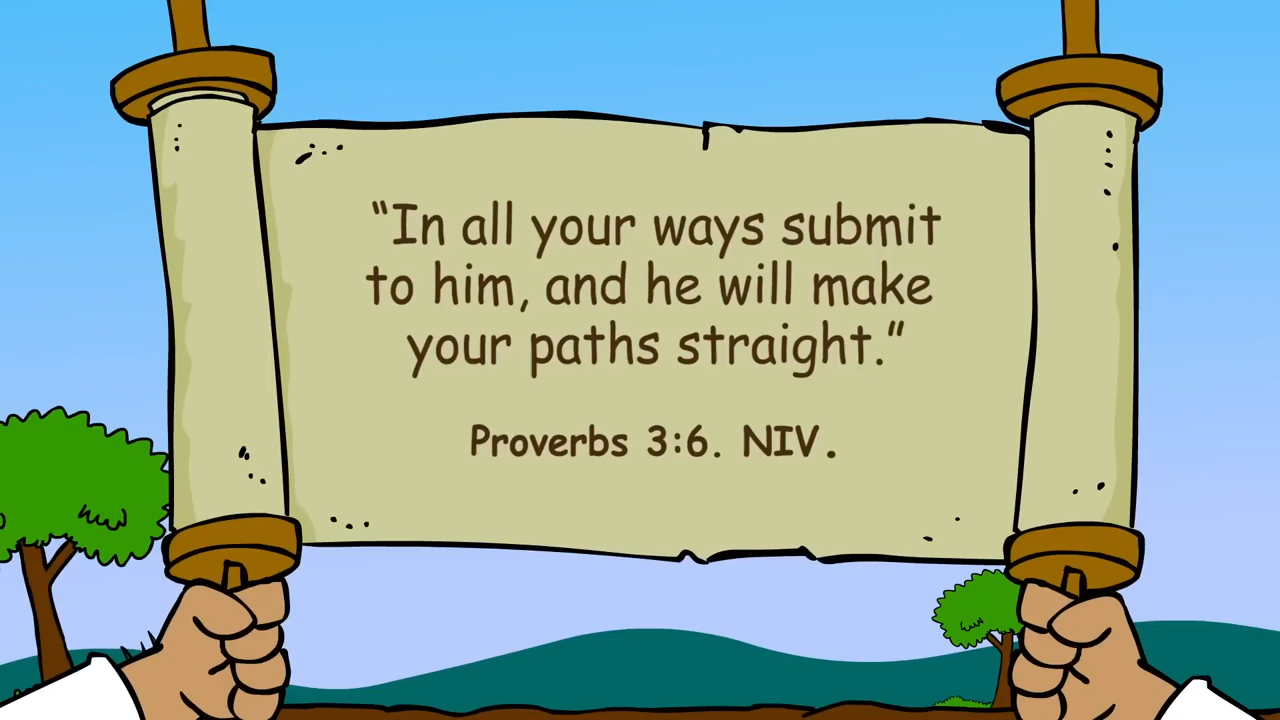 “In all your ways submit
to him, and he will make
your paths straight.”
Proverbs 3:6. NIV.